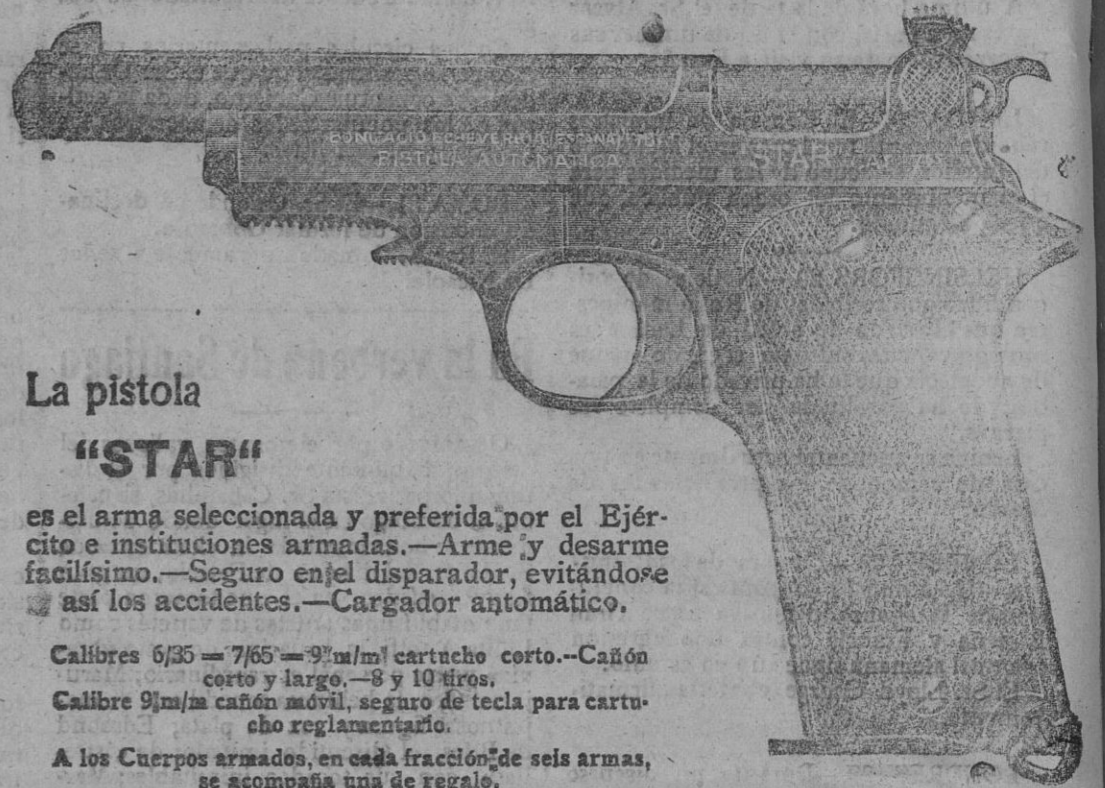 BONIFACIO ECHEVERRIA (ESPAÑA)
PISTOLA AUTOMATICA "STAR" CAL
La pistola
“STAR“
es el arma seleccionada y preferida por el Ejér-
cito e instituciones armadas.—Arme y desarme
facilísimo.—Seguro en el disparador, evitándose
así los accidentes.—Cargador automático.
Calibres 6/35 = 7/65 = 9 m/m cartucho corto.--Cañón
corto y largo.—8 y 10 tiros.
Calibre 9 m/m cañón móvil, seguro de tecla para cartu-
cho reglamentario.
A los Cuerpos armados, en cada fracción de seis armas,
se acompaña una de regalo.